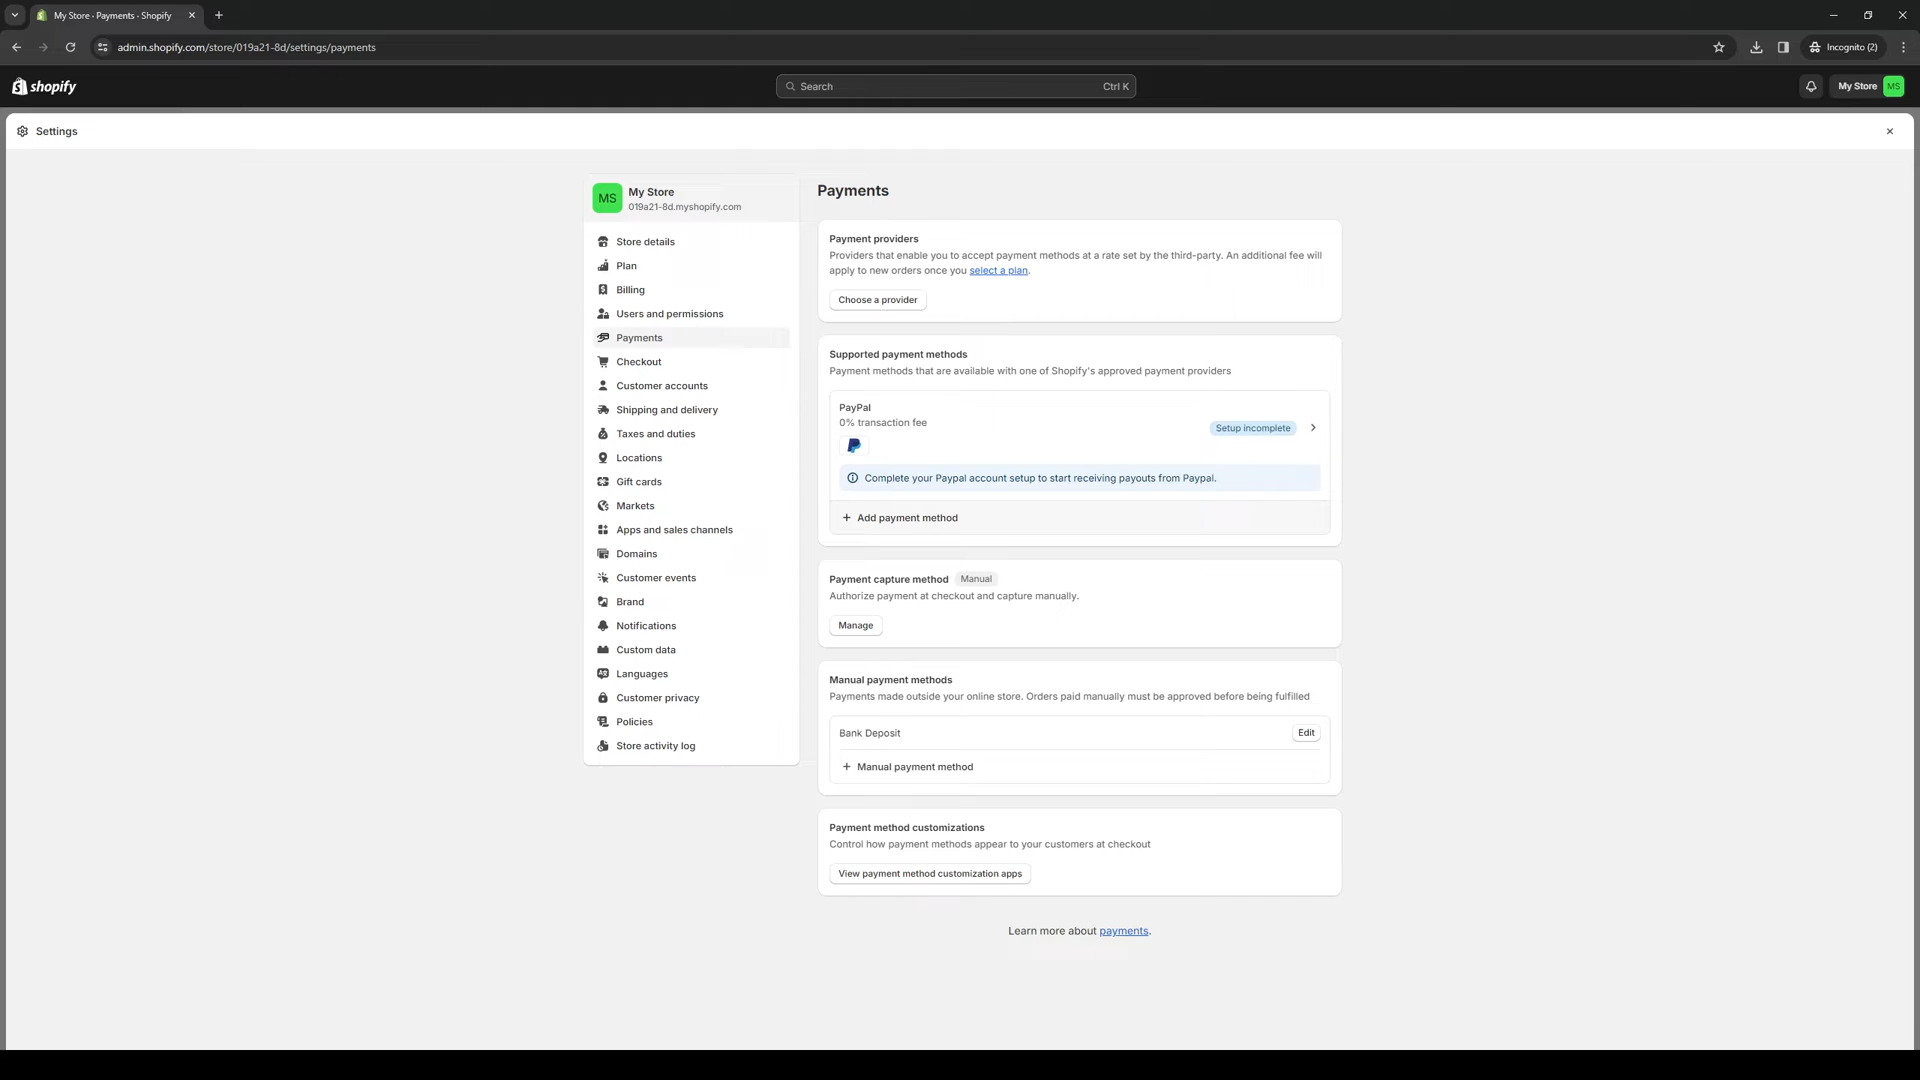 My Store · Payments · Shopify
admin.shopify.com/store/019a21-8d/settings/payments
Incognito (2)
shopify
Search
Ctrl K
My Store
MS
Settings
MS
My Store
019a21-8d.myshopify.com
Store details
Plan
Billing
Users and permissions
Payments
Checkout
Customer accounts
Shipping and delivery
Taxes and duties
Locations
Gift cards
Markets
Apps and sales channels
Domains
Customer events
Brand
Notifications
Custom data
Languages
Customer privacy
Policies
Store activity log
Payments
Payment providers
Providers that enable you to accept payment methods at a rate set by the third-party. An additional fee will
apply to new orders once you select a plan.
Choose a provider
Supported payment methods
Payment methods that are available with one of Shopify's approved payment providers
PayPal
0% transaction fee
Setup incomplete
Complete your Paypal account setup to start receiving payouts from Paypal.
Add payment method
Payment capture method
Manual
Authorize payment at checkout and capture manually.
Manage
Manual payment methods
Payments made outside your online store. Orders paid manually must be approved before being fulfilled
Bank Deposit
Edit
Manual payment method
Payment method customizations
Control how payment methods appear to your customers at checkout
View payment method customization apps
Learn more about payments.